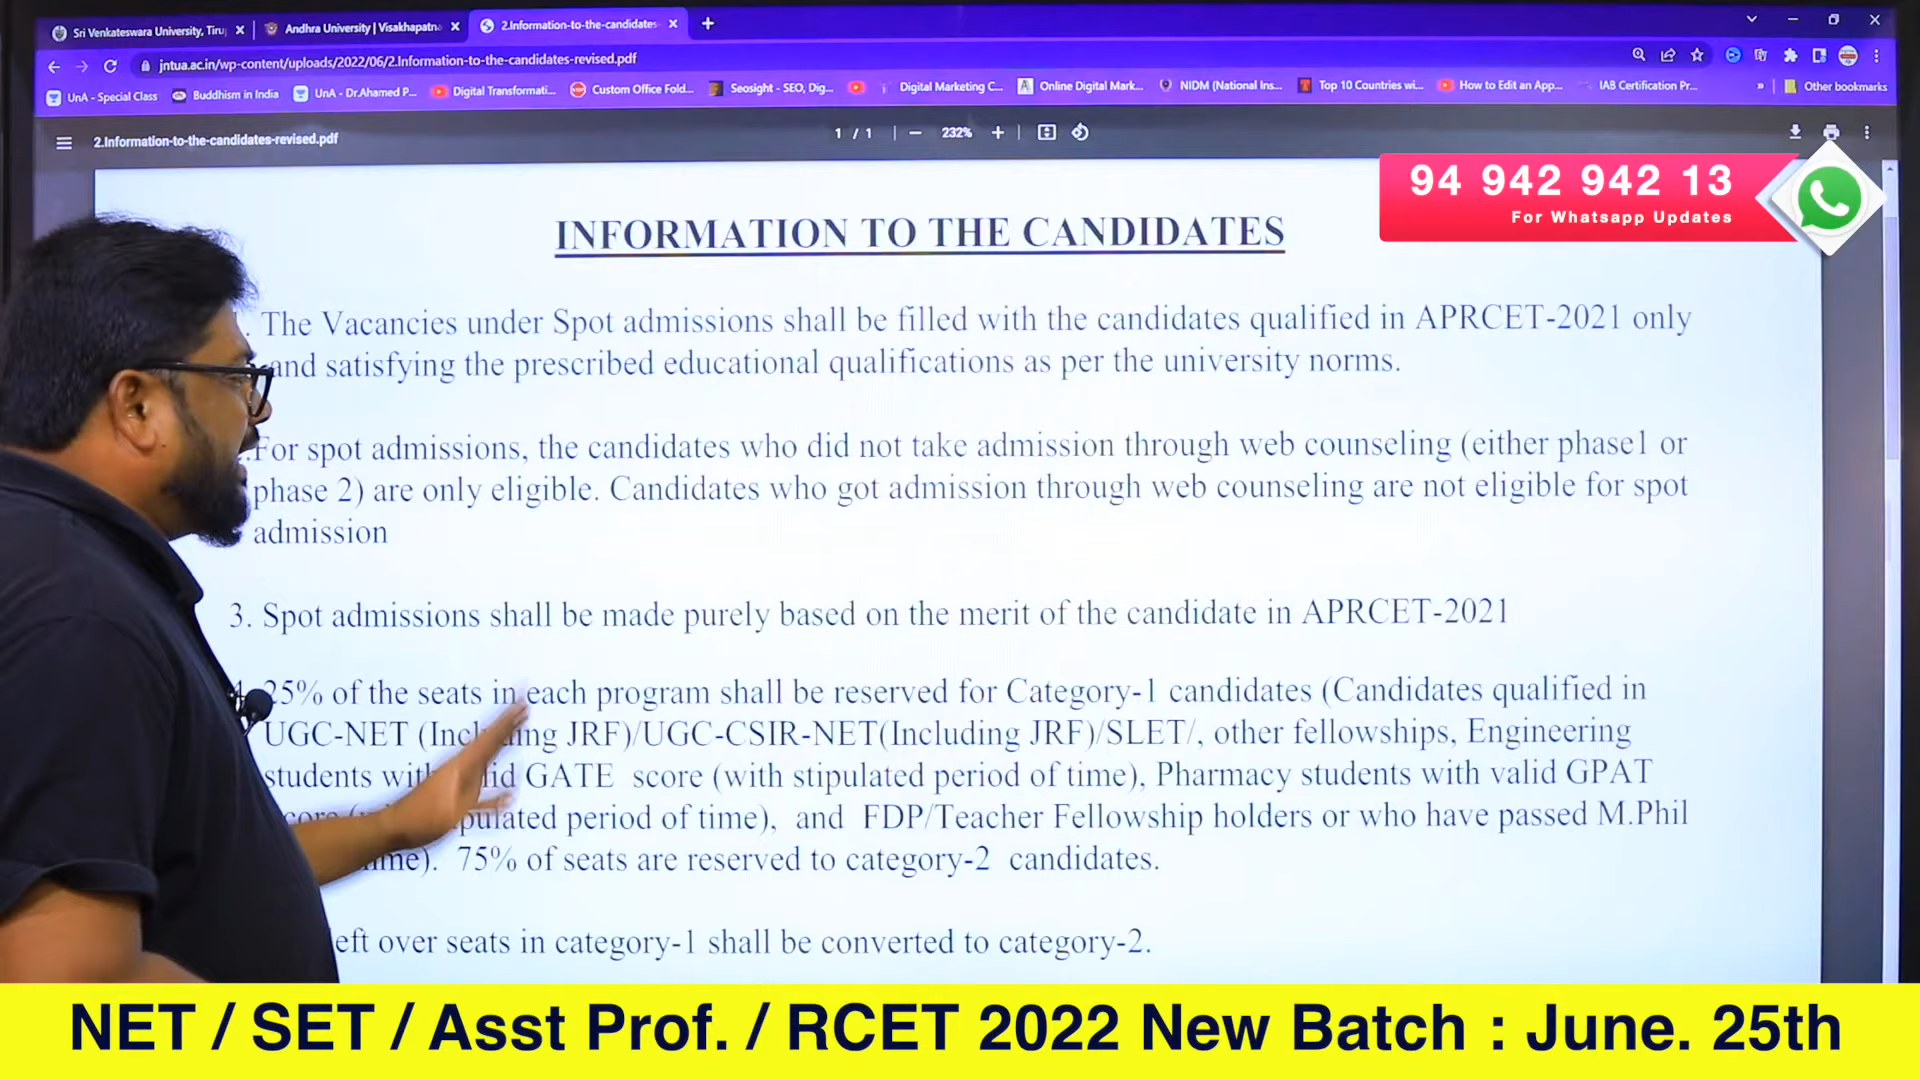 Sri Venkateswara University, Tiru
Andhra University | Visakhapatn
2.Information-to-the-candidates-
jntua.ac.in/wp-content/uploads/2022/06/2.Information-to-the-candidates-revised.pdf
UnA - Special Class
Buddhism in India
UnA - Dr.Ahamed P...
Digital Transformati...
Custom Office Fold...
Seosight - SEO, Dig...
Digital Marketing C...
Online Digital Mark...
NIDM (National Ins...
Top 10 Countries wi...
How to Edit an App...
IAB Certification Pr...
»
Other bookmarks
2.Information-to-the-candidates-revised.pdf
1 / 1
232%
94 942 942 13
For Whatsapp Updates
INFORMATION TO THE CANDIDATES
The Vacancies under Spot admissions shall be filled with the candidates qualified in APRCET-2021 only
and satisfying the prescribed educational qualifications as per the university norms.
For spot admissions, the candidates who did not take admission through web counseling (either phase1 or
phase 2) are only eligible. Candidates who got admission through web counseling are not eligible for spot
admission
3. Spot admissions shall be made purely based on the merit of the candidate in APRCET-2021
25% of the seats in each program shall be reserved for Category-1 candidates (Candidates qualified in
UGC-NET (Including JRF)/UGC-CSIR-NET(Including JRF)/SLET/, other fellowships, Engineering
students with GATE score (with stipulated period of time), Pharmacy students with valid GPAT
stipulated period of time), and FDP/Teacher Fellowship holders or who have passed M.Phil
75% of seats are reserved to category-2 candidates.
left over seats in category-1 shall be converted to category-2.
NET / SET / Asst Prof. / RCET 2022 New Batch : June. 25th